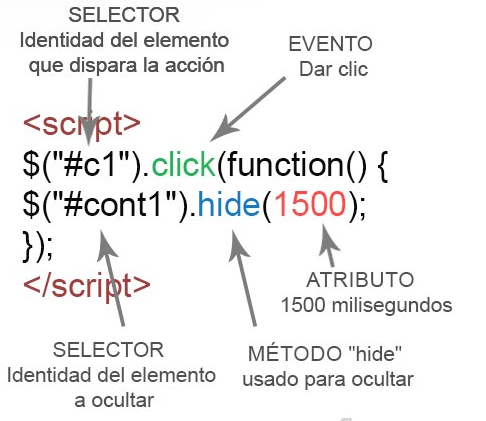 SELECTOR
Identidad del elemento
que dispara la acción
EVENTO
Dar clic
<script>
$("#c1").click(function() {
$("#cont1").hide(1500);
});
</script>
ATRIBUTO
1500 milisegundos
SELECTOR
Identidad del elemento
a ocultar
MÉTODO "hide"
usado para ocultar